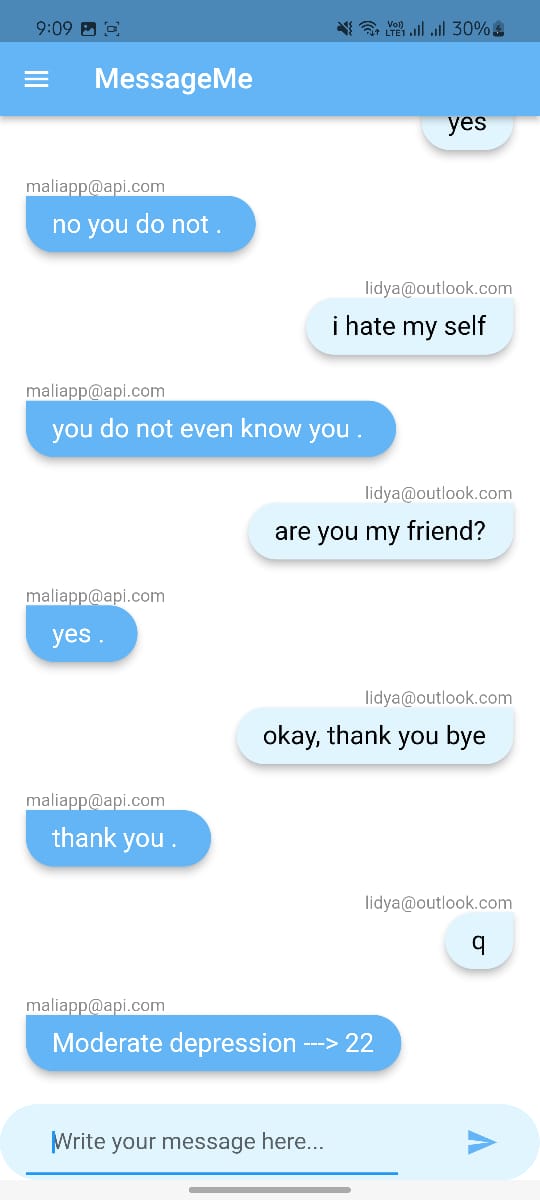 9:09 Vo) LTE1 30%
MessageMe
yes
maliapp@api.com
no you do not .
lidya@outlook.com
i hate my self
maliapp@api.com
you do not even know you .
lidya@outlook.com
are you my friend?
maliapp@api.com
yes .
lidya@outlook.com
okay, thank you bye
maliapp@api.com
thank you .
lidya@outlook.com
q
maliapp@api.com
Moderate depression ---> 22
Write your message here...